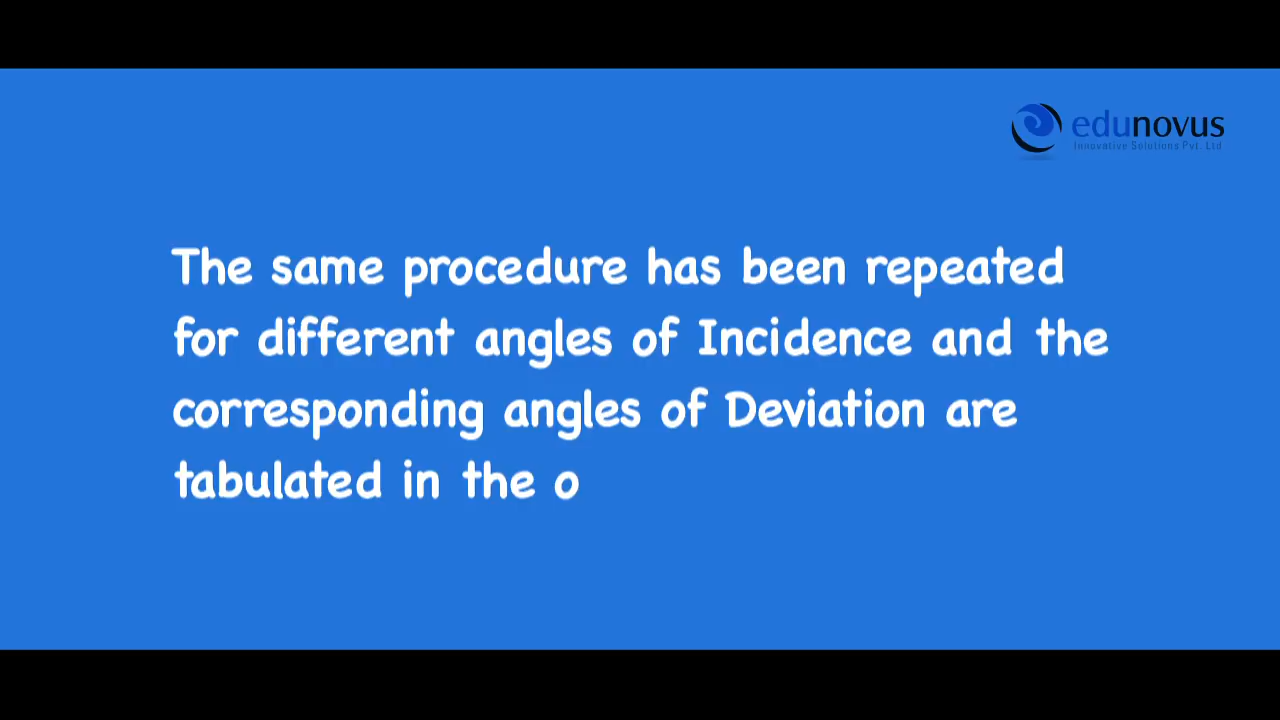 edunovus
Innovative Solutions Pvt. Ltd
The same procedure has been repeated
for different angles of Incidence and the
corresponding angles of Deviation are
tabulated in the o